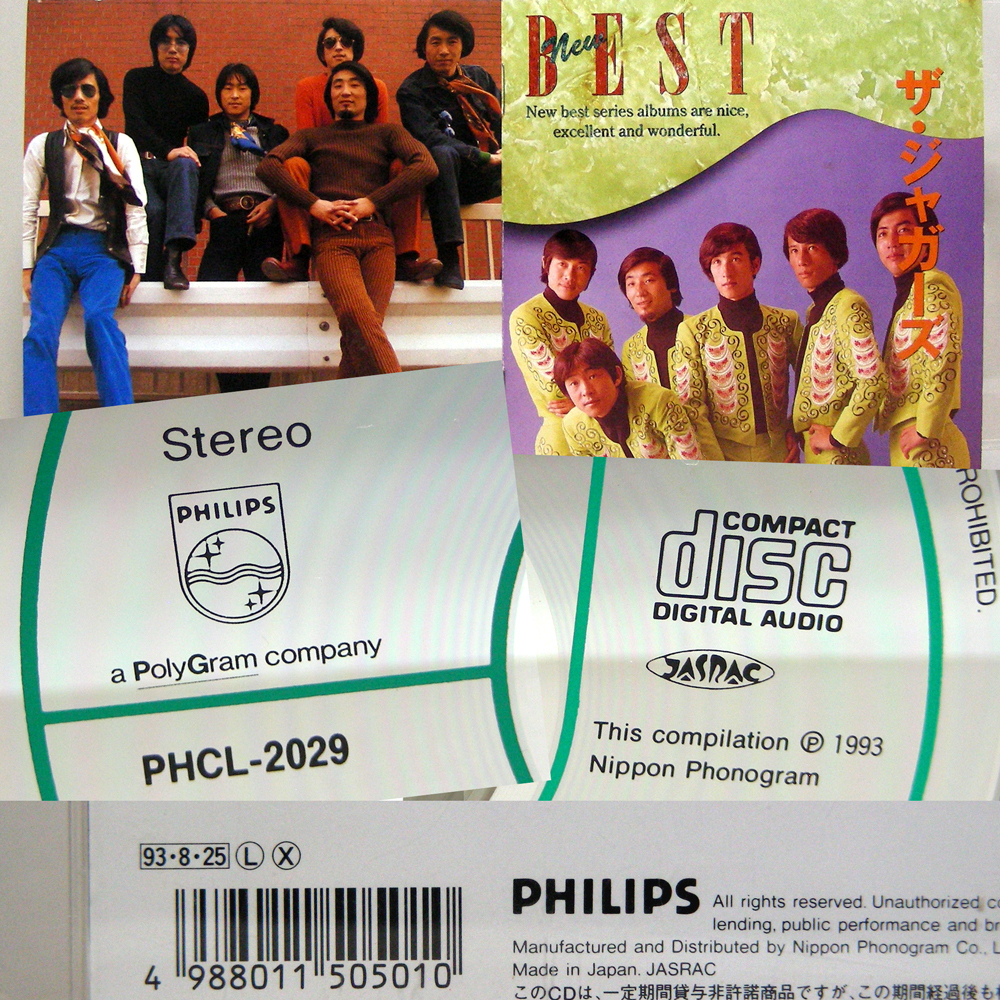 BEST
New
New best series albums are nice,
excellent and wonderful.
ザ・ジャガーズ
Stereo
PHILIPS
a PolyGram company
PHCL-2029
COMPACT
disc
DIGITAL AUDIO
JASRAC
This compilation Ⓟ 1993
Nippon Phonogram
ROHIBITED.
93・8・25 Ⓛ Ⓧ
4 988011 505010
PHILIPS
All rights reserved. Unauthorized
lending, public performance and
Manufactured and Distributed by Nippon Phonogram Co.,
Made in Japan. JASRAC
このCDは、一定期間貸与非許諾商品ですが、この期間経過後も